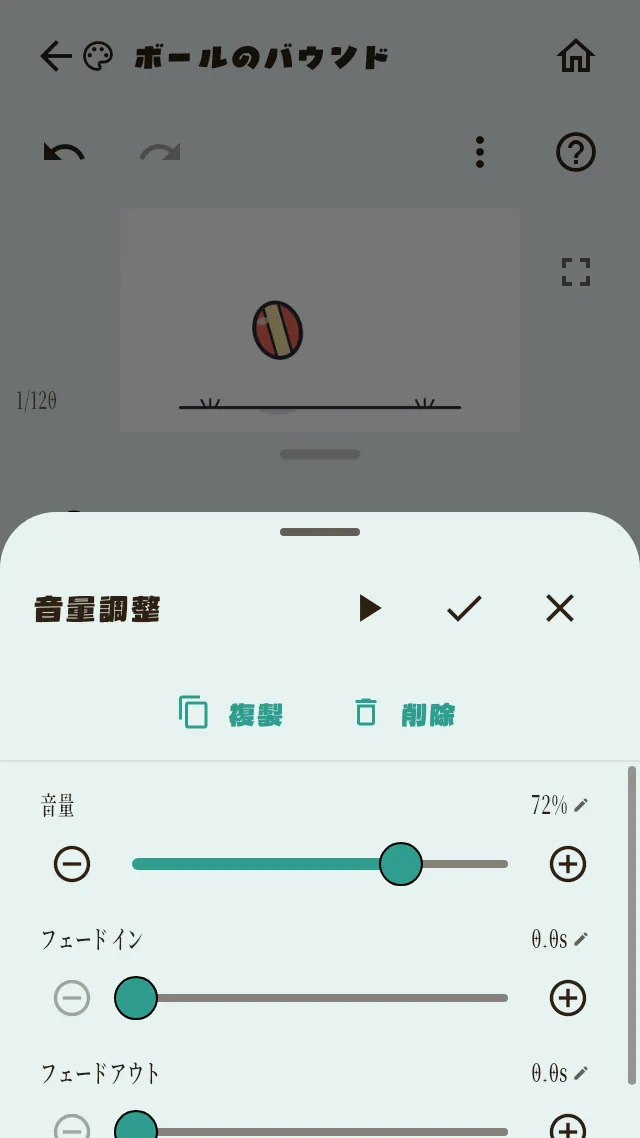 ボールのバウンド
1/120
音量調整
複製
削除
音量
72%
フェードイン
0.0s
フェードアウト
0.0s